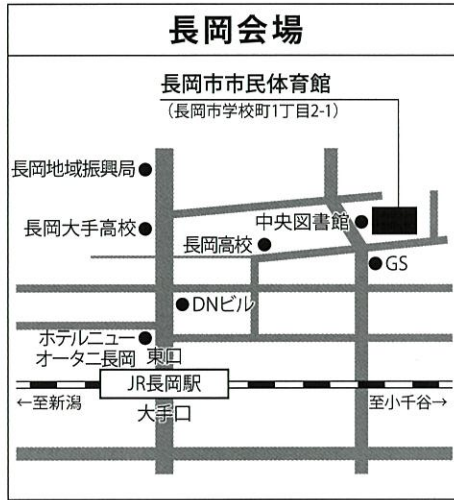 長岡会場
長岡市市民体育館
（長岡市学校町1丁目2-1）
長岡地域振興局
中央図書館
長岡大手高校
長岡高校
GS
DNビル
ホテルニュー
オータニ長岡
東口
JR長岡駅
←至新潟
至小千谷→
大手口